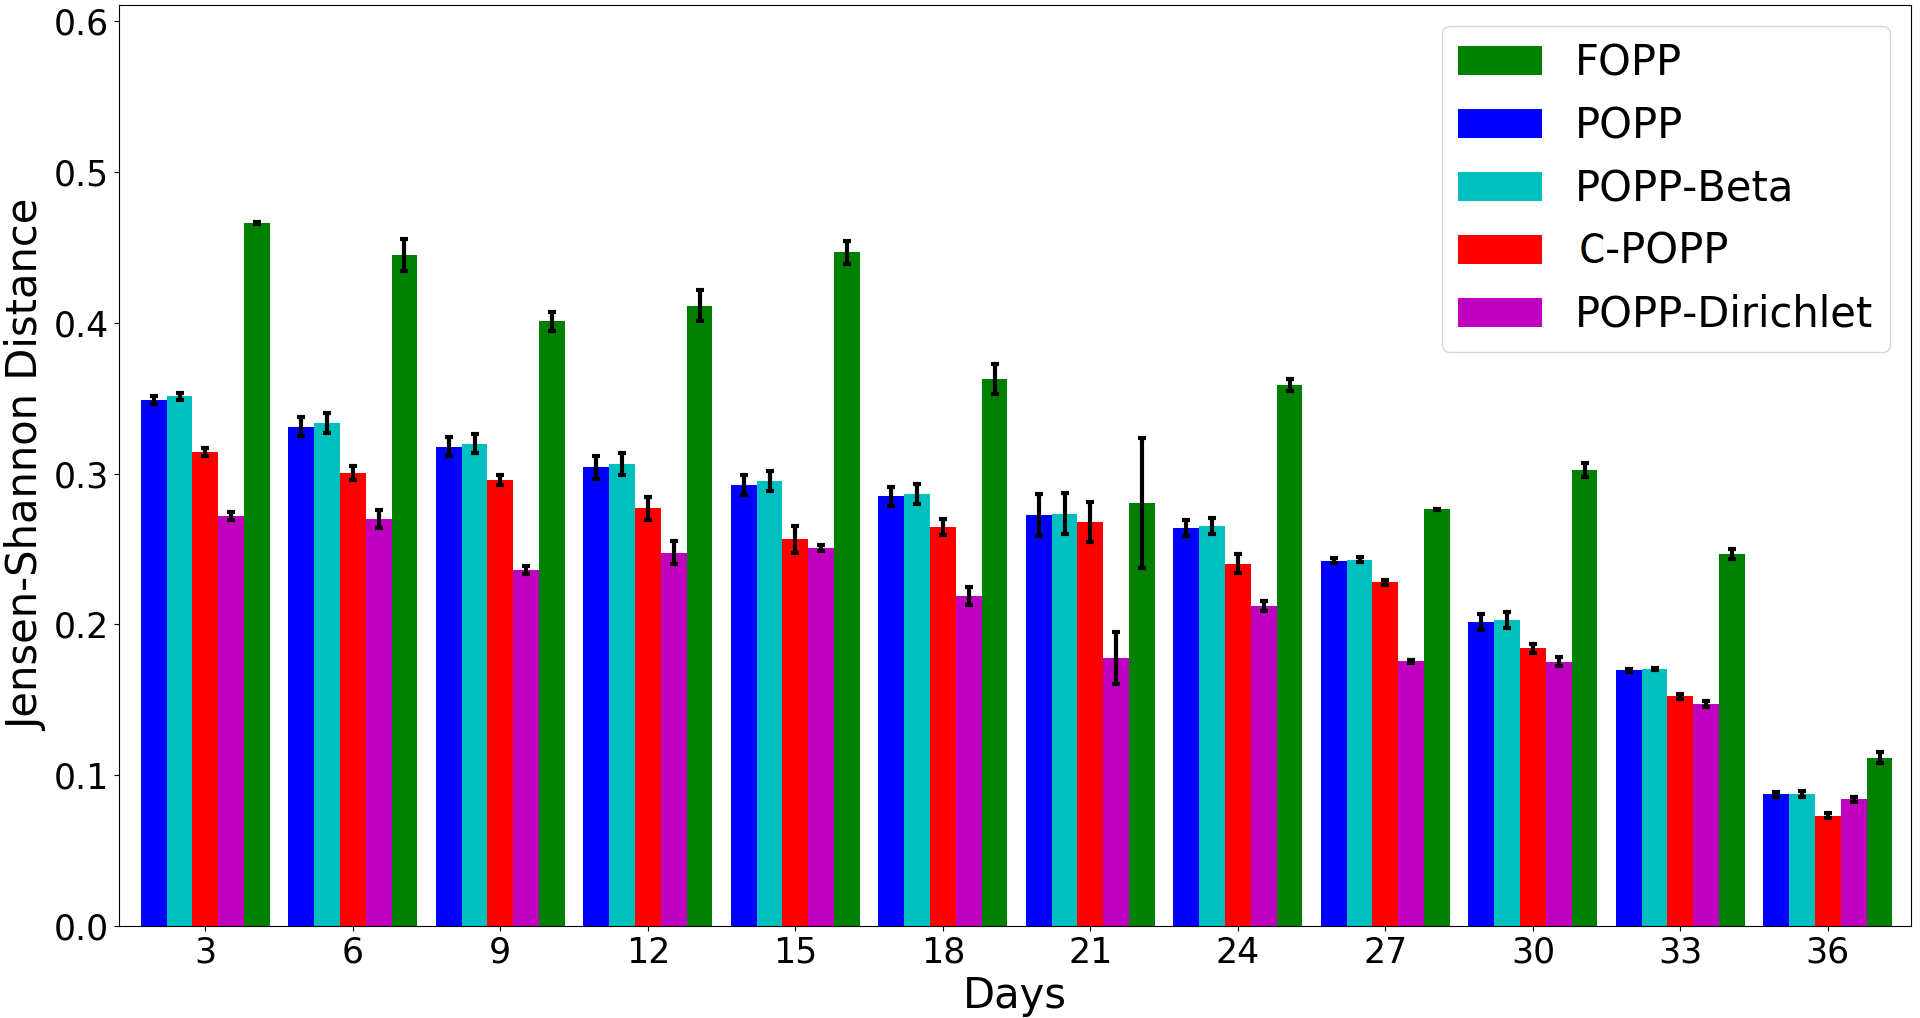 Jensen-Shannon Distance
0.6
0.5
0.4
0.3
0.2
0.1
0.0
FOPP
POPP
POPP-Beta
C-POPP
POPP-Dirichlet
3 6 9 12 15 18 21 24 27 30 33 36
Days